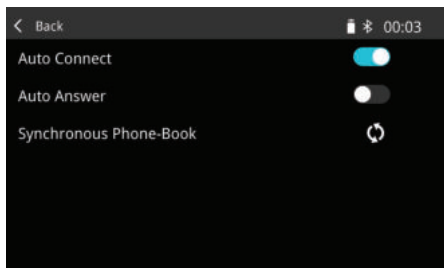 Back 00:03
Auto Connect
Auto Answer
Synchronous Phone-Book